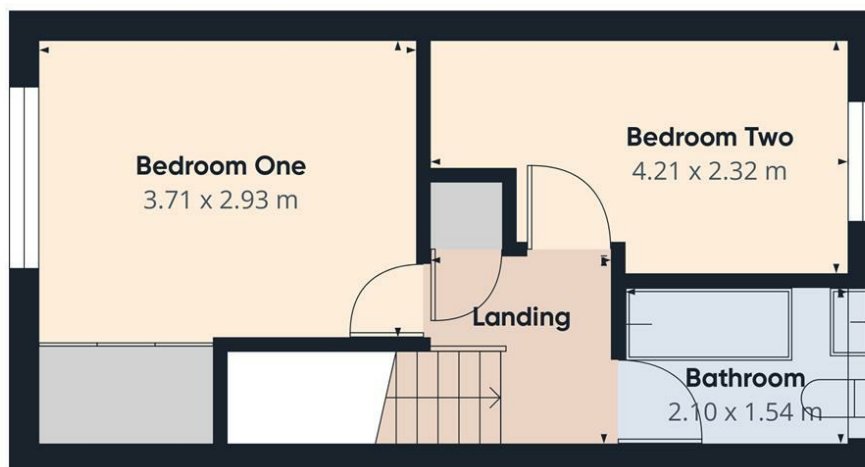 Bedroom One
3.71 x 2.93 m
Bedroom Two
4.21 x 2.32 m
Landing
Bathroom
2.10 x 1.54 m